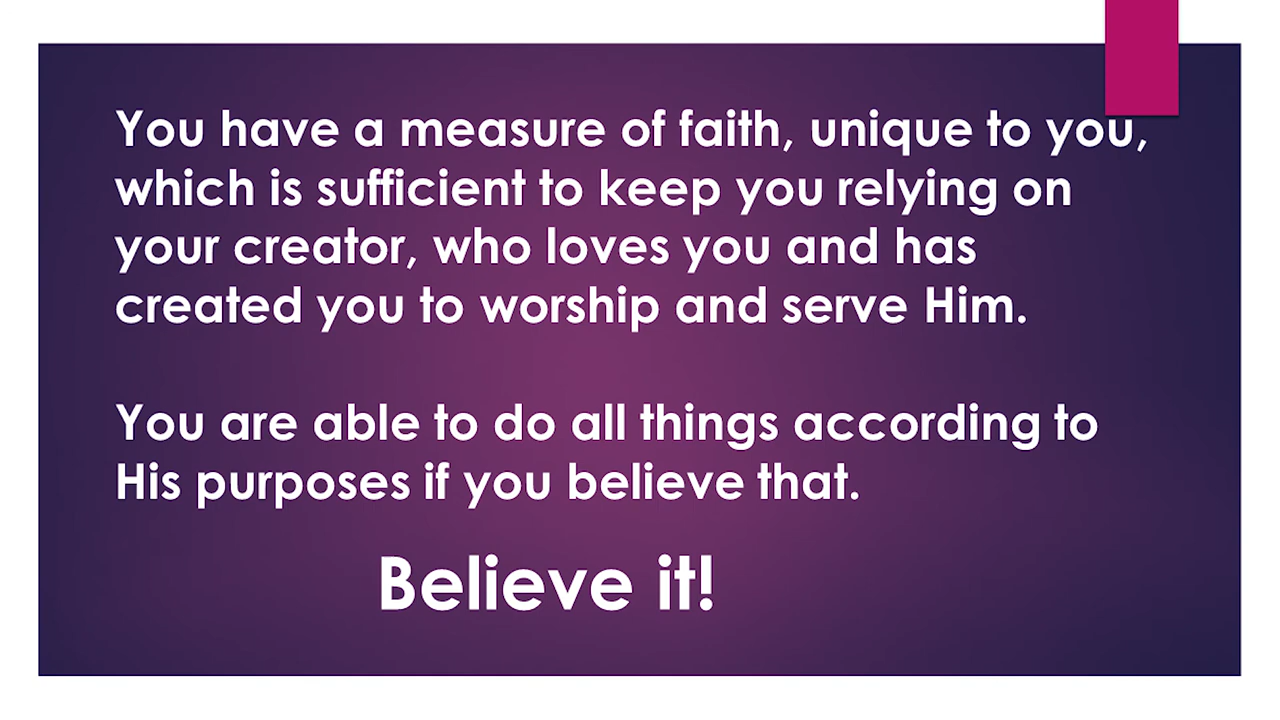 You have a measure of faith, unique to you,
which is sufficient to keep you relying on
your creator, who loves you and has
created you to worship and serve Him.
You are able to do all things according to
His purposes if you believe that.
Believe it!